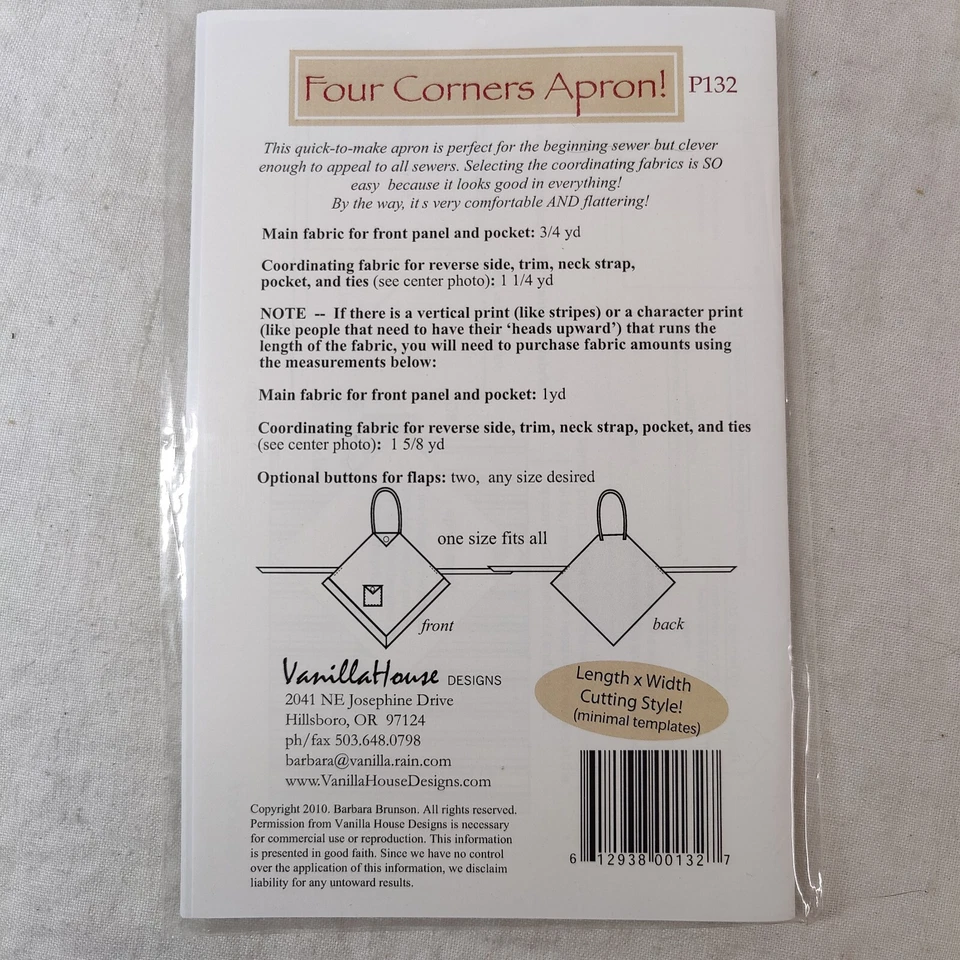 Four Corners Apron! P132
This quick-to-make apron is perfect for the beginning sewer but clever
enough to appeal to all sewers. Selecting the coordinating fabrics is SO
easy because it looks good in everything!
By the way, it s very comfortable AND flattering!
Main fabric for front panel and pocket: 3/4 yd
Coordinating fabric for reverse side, trim, neck strap,
pocket, and ties (see center photo): 1 1/4 yd
NOTE -- If there is a vertical print (like stripes) or a character print
(like people that need to have their ‘heads upward’) that runs the
length of the fabric, you will need to purchase fabric amounts using
the measurements below:
Main fabric for front panel and pocket: 1yd
Coordinating fabric for reverse side, trim, neck strap, pocket, and ties
(see center photo): 1 5/8 yd
Optional buttons for flaps: two, any size desired
one size fits all
front
back
VanillaHouse DESIGNS
2041 NE Josephine Drive
Hillsboro, OR 97124
ph/fax 503.648.0798
barbara@vanilla.rain.com
www.VanillaHouseDesigns.com
Length x Width
Cutting Style!
(minimal templates)
Copyright 2010. Barbara Brunson. All rights reserved.
Permission from Vanilla House Designs is necessary
for commercial use or reproduction. This information
is presented in good faith. Since we have no control
over the application of this information, we disclaim
liability for any untoward results.
6 12938 00132 7